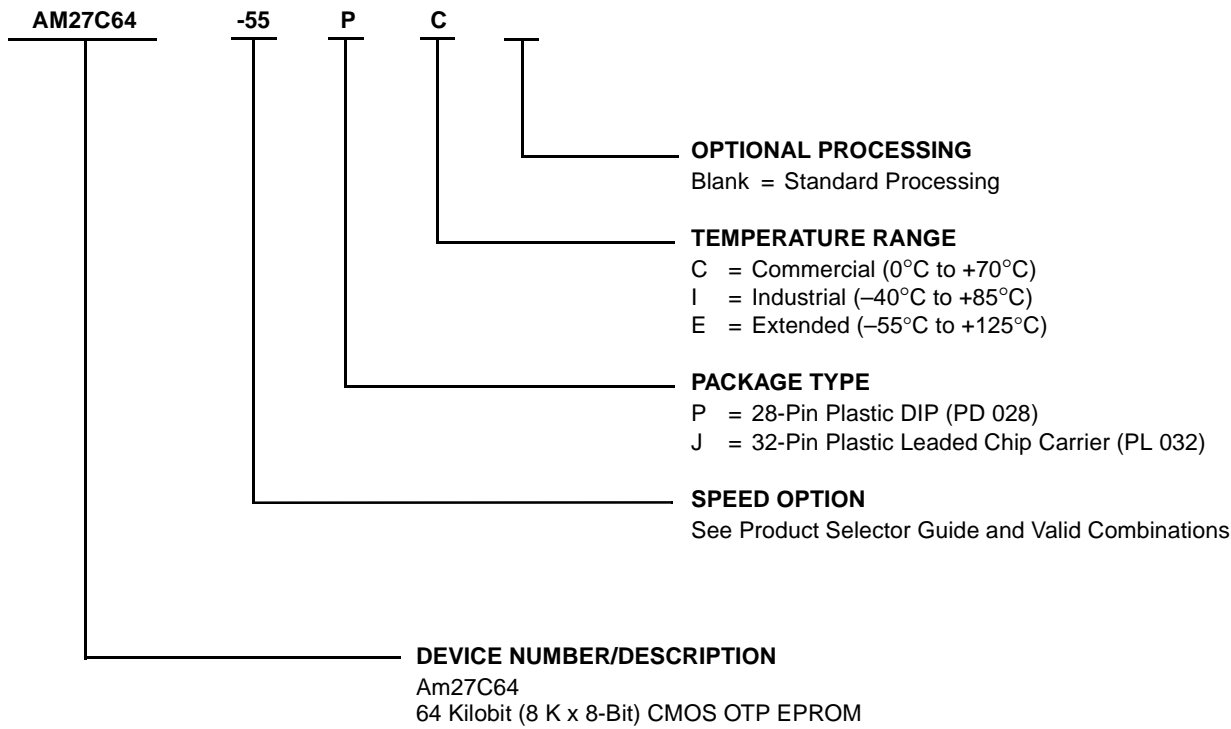 AM27C64 -55 P C
OPTIONAL PROCESSING
Blank = Standard Processing
TEMPERATURE RANGE
C = Commercial (0°C to +70°C)
I = Industrial (–40°C to +85°C)
E = Extended (–55°C to +125°C)
PACKAGE TYPE
P = 28-Pin Plastic DIP (PD 028)
J = 32-Pin Plastic Leaded Chip Carrier (PL 032)
SPEED OPTION
See Product Selector Guide and Valid Combinations
DEVICE NUMBER/DESCRIPTION
Am27C64
64 Kilobit (8 K x 8-Bit) CMOS OTP EPROM